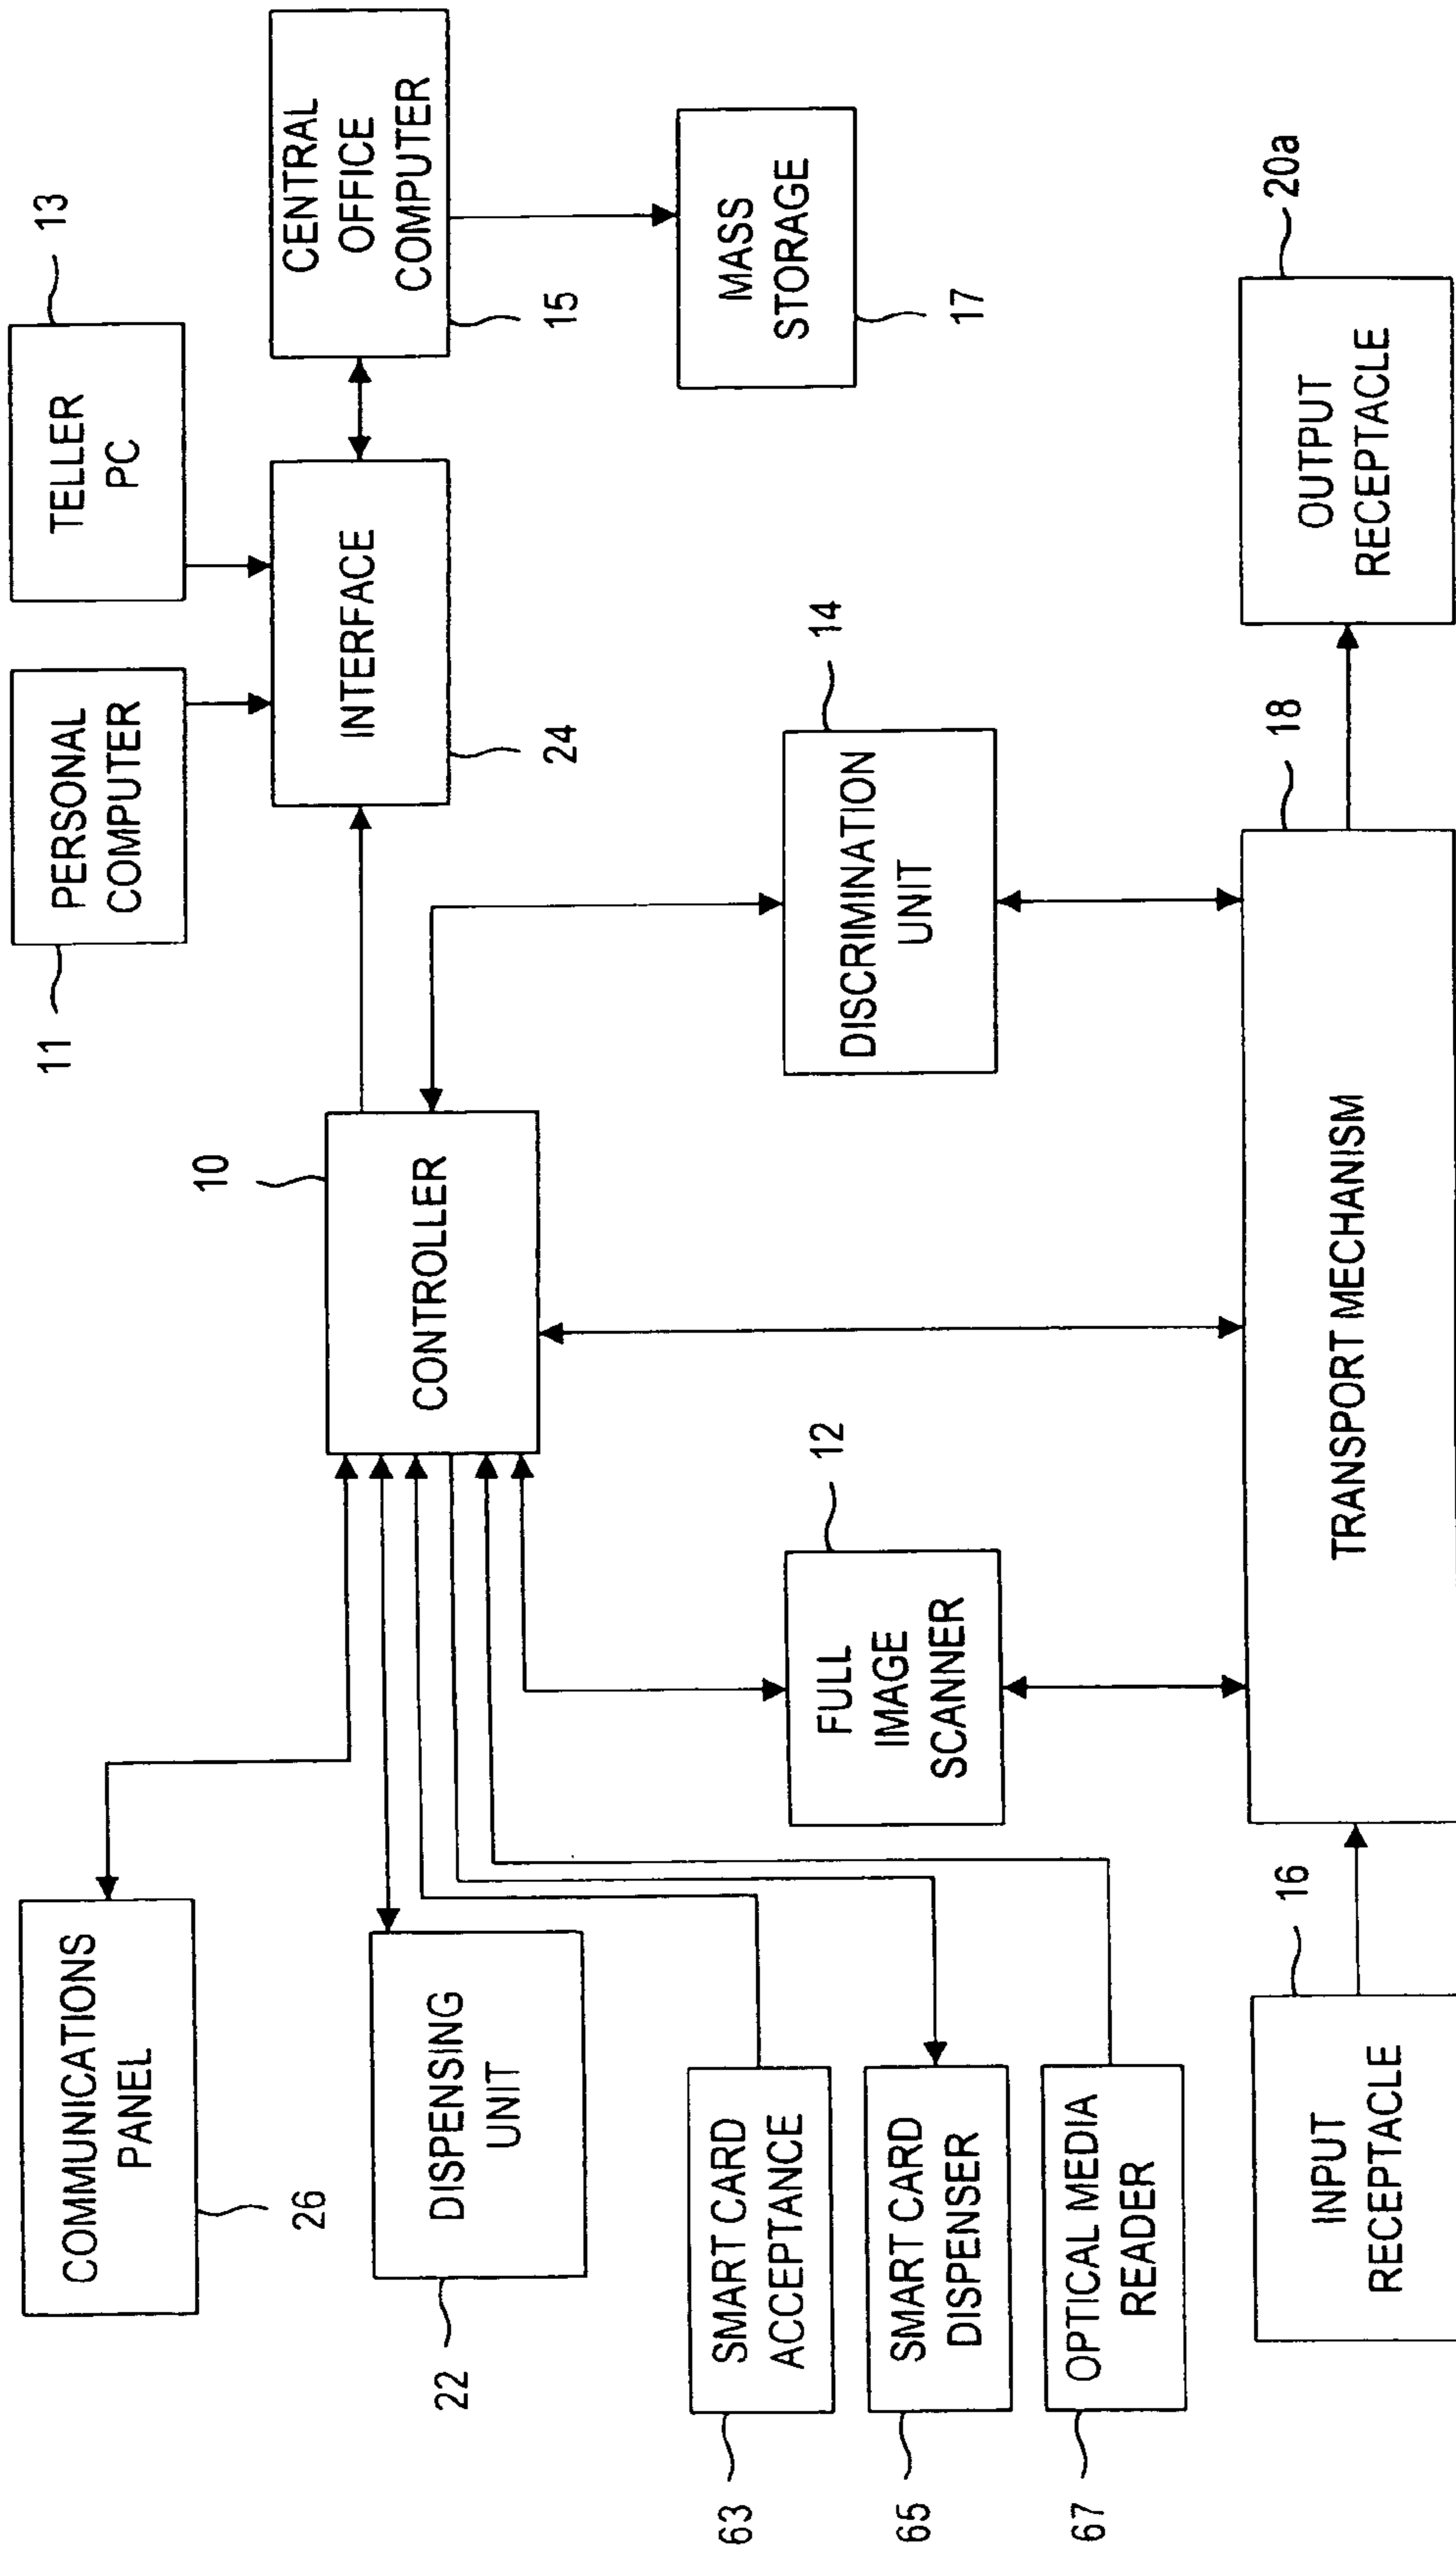 COMMUNICATIONS
PANEL
26
DISPENSING
UNIT
22
SMART CARD
ACCEPTANCE
63
SMART CARD
DISPENSER
65
OPTICAL MEDIA
READER
67
INPUT
RECEPTACLE
16
FULL
IMAGE
SCANNER
12
CONTROLLER
10
TRANSPORT MECHANISM
18
DISCRIMINATION
UNIT
14
PERSONAL
COMPUTER
11
TELLER
PC
13
INTERFACE
24
CENTRAL
OFFICE
COMPUTER
15
MASS
STORAGE
17
OUTPUT
RECEPTACLE
20a